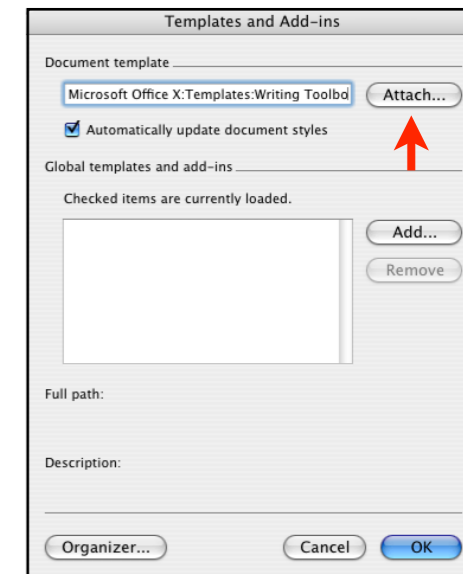 Templates and Add-ins
Document template
Microsoft Office X:Templates:Writing Toolbo
Attach...
Automatically update document styles
Global templates and add-ins
Checked items are currently loaded.
Add...
Remove
Full path:
Description:
Organizer...
Cancel
OK